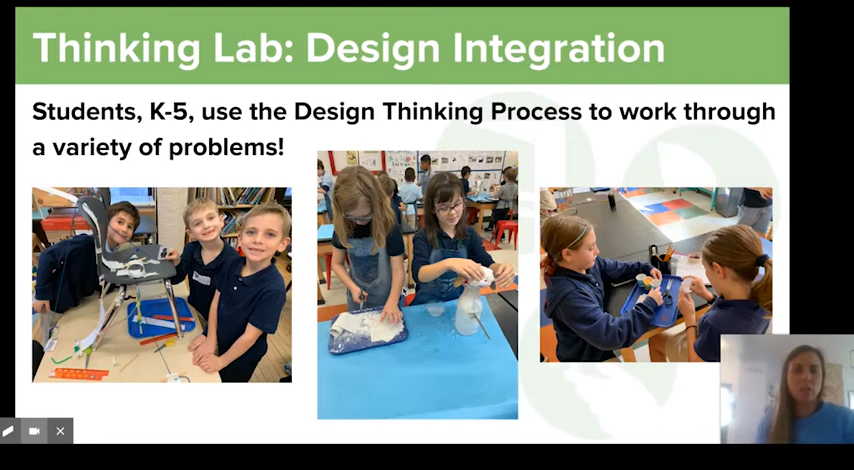 Thinking Lab: Design Integration
Students, K-5, use the Design Thinking Process to work through
a variety of problems!